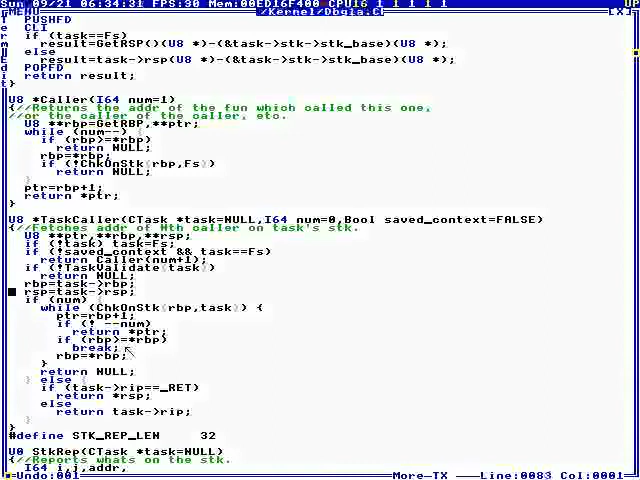 Sun 09/21 06:34:31 FPS:30 Mem:00ED16F400 CPU16 1 1 1 1 1 UP
MENU /Kernel/DbgIa.C [X]
PUSHFD
CLI
if (task==Fs)
result=GetRSP()(U8 *)-(&task->stk->stk_base)(U8 *);
else
result=task->rsp(U8 *)-(&task->stk->stk_base)(U8 *);
POPFD
return result;
}
U8 *Caller(I64 num=1)
{//Returns the addr of the fun which called this one,
//or the caller of the caller, etc.
U8 **rbp=GetRBP,**ptr;
while (num--) {
if (rbp>=*rbp)
return NULL;
rbp=*rbp;
if (!ChkOnStk(rbp,Fs))
return NULL;
}
ptr=rbp+1;
return *ptr;
}
U8 *TaskCaller(CTask *task=NULL,I64 num=0,Bool saved_context=FALSE)
{//Fetches addr of Nth caller on task's stk.
U8 **ptr,**rbp,**rsp;
if (!task) task=Fs;
if (!saved_context && task==Fs)
return Caller(num+1);
if (!TaskValidate(task))
return NULL;
rbp=task->rbp;
rsp=task->rsp;
if (num) {
while (ChkOnStk(rbp,task)) {
ptr=rbp+1;
if (! --num)
return *ptr;
if (rbp>=*rbp)
break;
rbp=*rbp;
}
return NULL;
} else {
if (task->rip==_RET)
return *rsp;
else
return task->rip;
}
}
#define STK_REP_LEN 32
U0 StkRep(CTask *task=NULL)
{//Reports whats on the stk.
I64 i,j,addr,
Undo:001 More-TX Line:0083 Col:0001